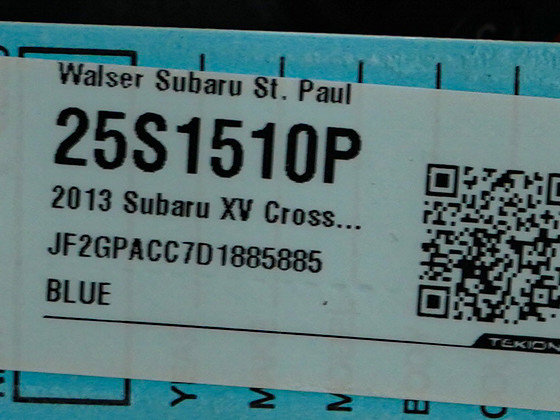 Walser Subaru St. Paul
25S1510P
2013 Subaru XV Cross...
JF2GPACC7D1885885
BLUE
TEKION